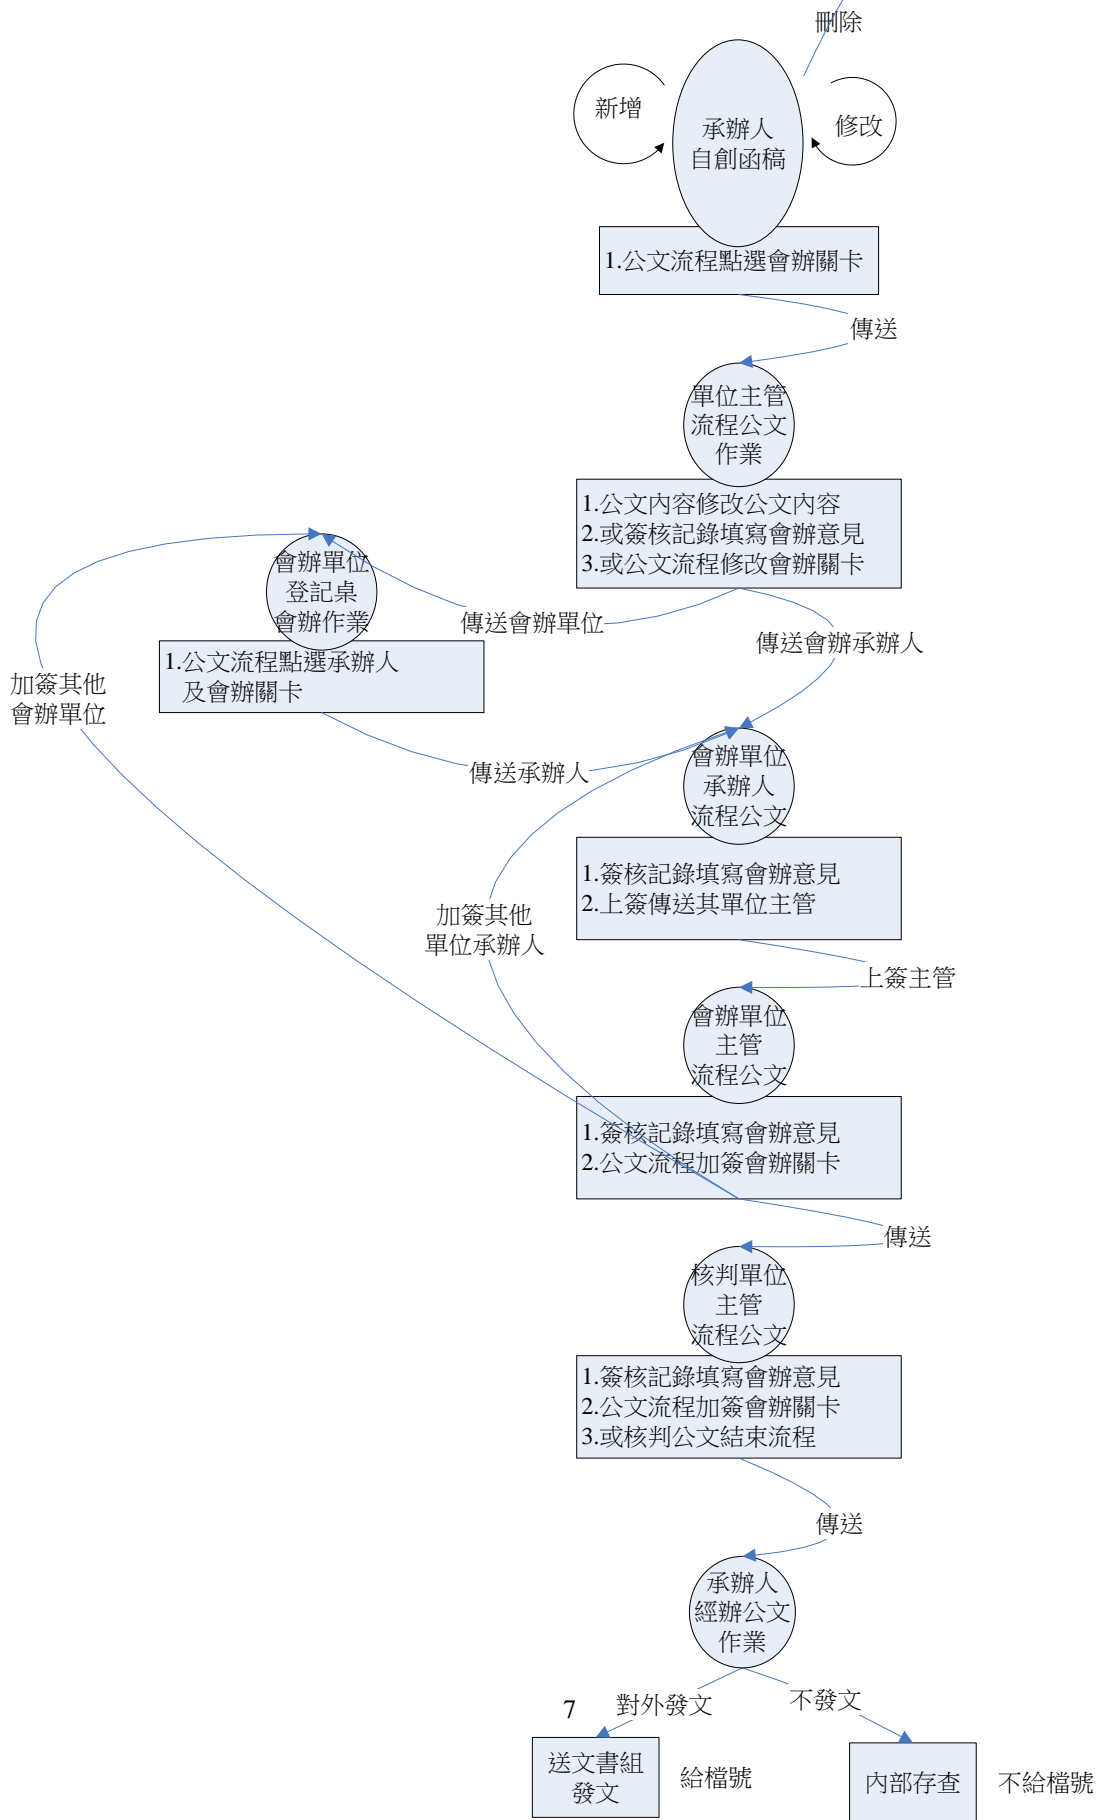 刪除
新增
承辦人
自創函稿
修改
1.公文流程點選會辦關卡
傳送
單位主管
流程公文
作業
1.公文內容修改公文內容
2.或簽核記錄填寫會辦意見
3.或公文流程修改會辦關卡
會辦單位
登記桌
會辦作業
傳送會辦單位
傳送會辦承辦人
1.公文流程點選承辦人
及會辦關卡
加簽其他
會辦單位
傳送承辦人
會辦單位
承辦人
流程公文
1.簽核記錄填寫會辦意見
2.上簽傳送其單位主管
加簽其他
單位承辦人
上簽主管
會辦單位
主管
流程公文
1.簽核記錄填寫會辦意見
2.公文流程加簽會辦關卡
傳送
核判單位
主管
流程公文
1.簽核記錄填寫會辦意見
2.公文流程加簽會辦關卡
3.或核判公文結束流程
傳送
承辦人
經辦公文
作業
7
對外發文
不發文
送文書組
發文
給檔號
內部存查
不給檔號